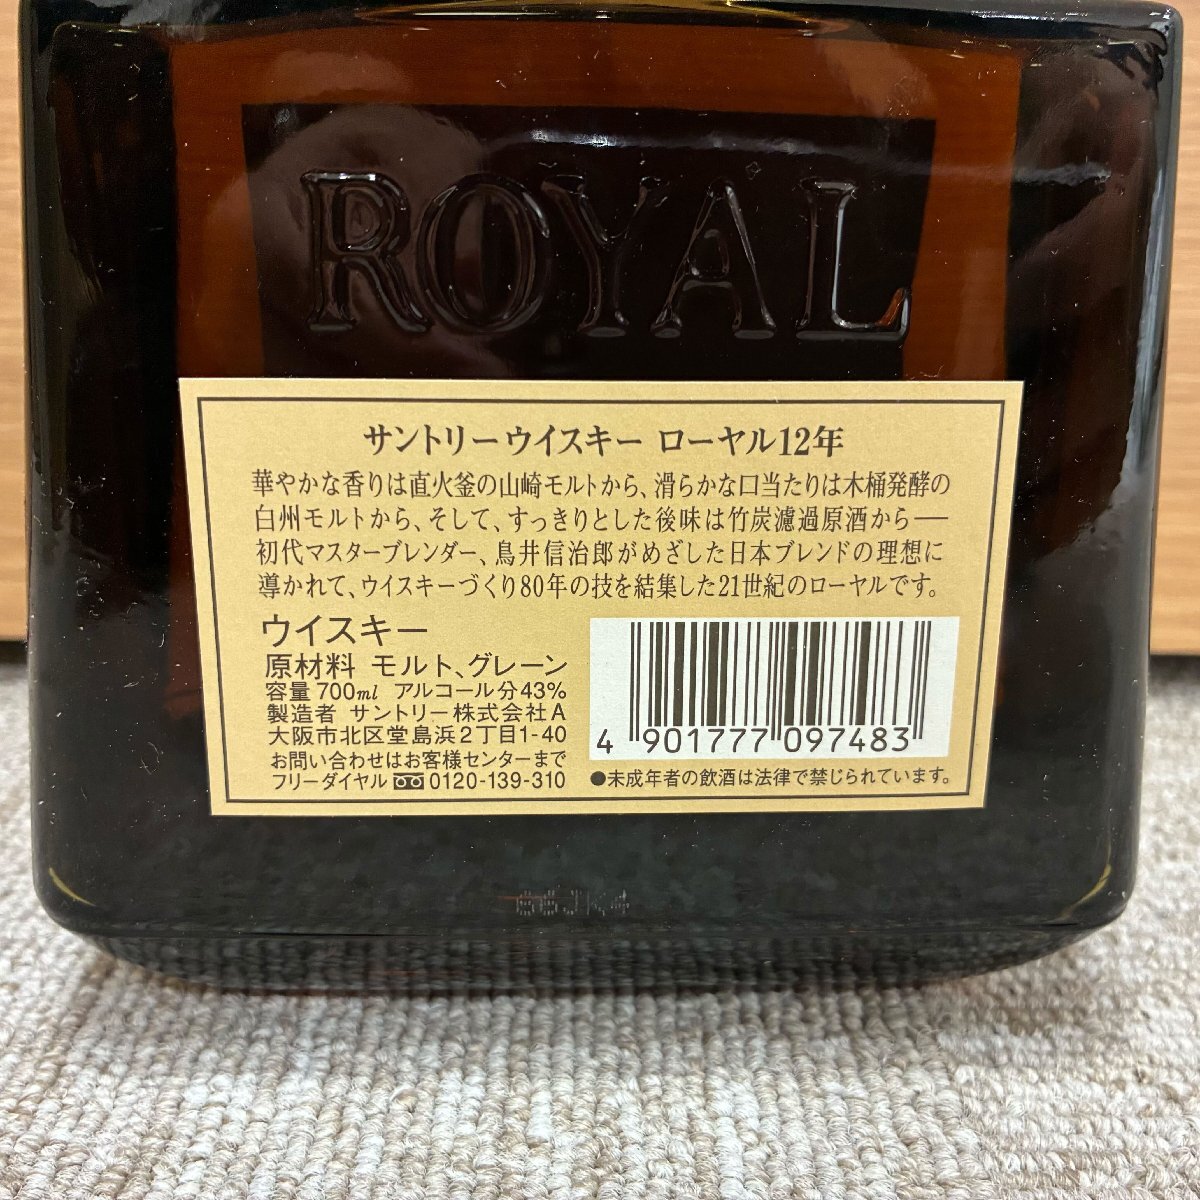 ROYAL
サントリーウイスキー ローヤル12年
華やかな香りは直火釜の山崎モルトから、滑らかな口当たりは木桶発酵の
白州モルトから、そして、すっきりとした後味は竹炭濾過原酒から──
初代マスターブレンダー、鳥井信治郎がめざした日本ブレンドの理想に
導かれて、ウイスキーづくり80年の技を結集した21世紀のローヤルです。
ウイスキー
原材料 モルト、グレーン
容量700ml アルコール分43%
製造者 サントリー株式会社A
大阪市北区堂島浜2丁目1-40
お問い合わせはお客様センターまで
フリーダイヤル 0120-139-310
4 901777 097483
●未成年者の飲酒は法律で禁じられています。